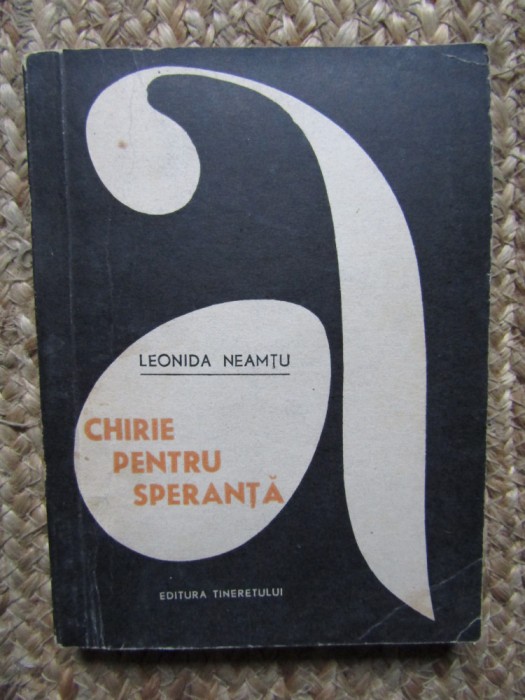 a
LEONIDA NEAMȚU
CHIRIE
PENTRU
SPERANȚĂ
EDITURA TINERETULUI